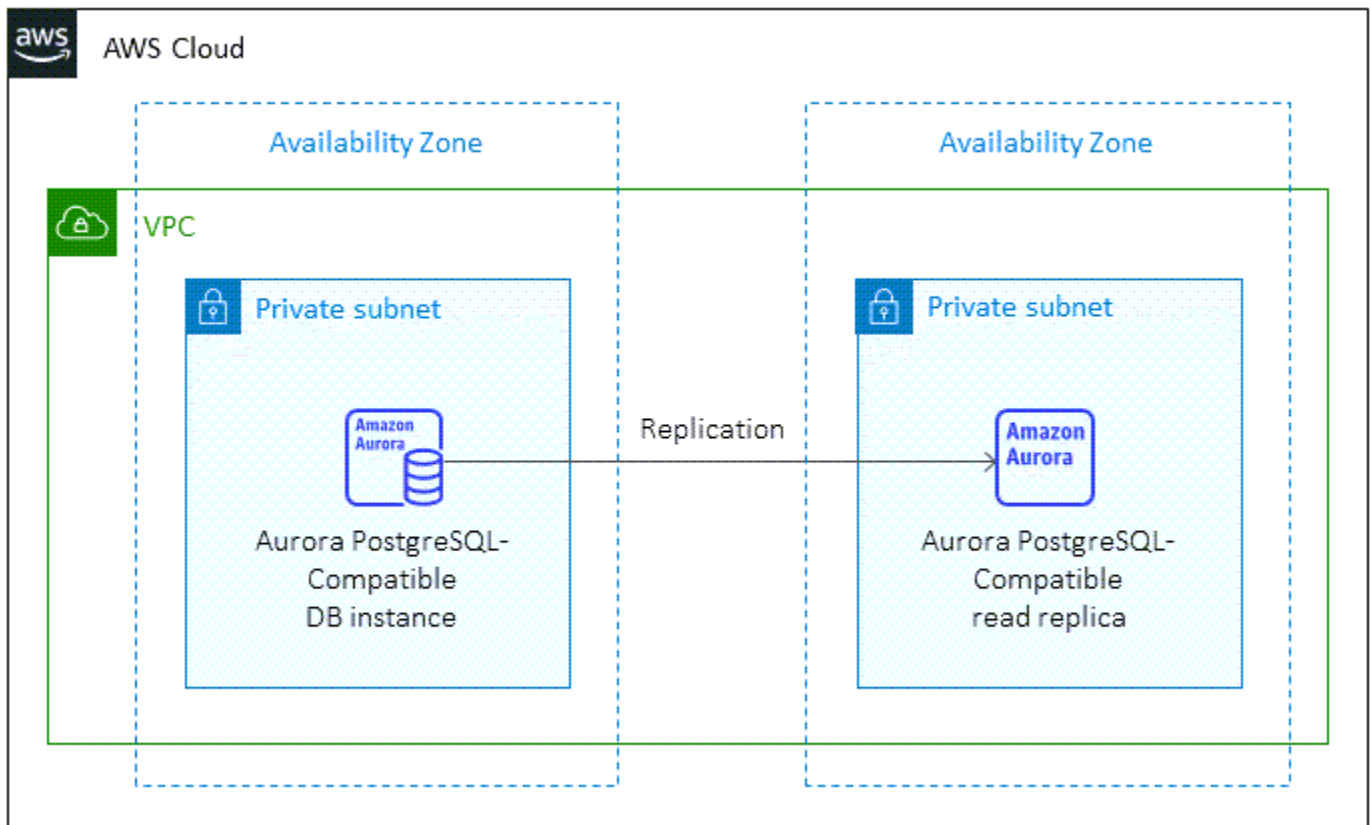 aws
AWS Cloud
Availability Zone
Availability Zone
VPC
Private subnet
Private subnet
Amazon
Aurora
Replication
Amazon
Aurora
Aurora PostgreSQL-
Compatible
DB instance
Aurora PostgreSQL-
Compatible
read replica